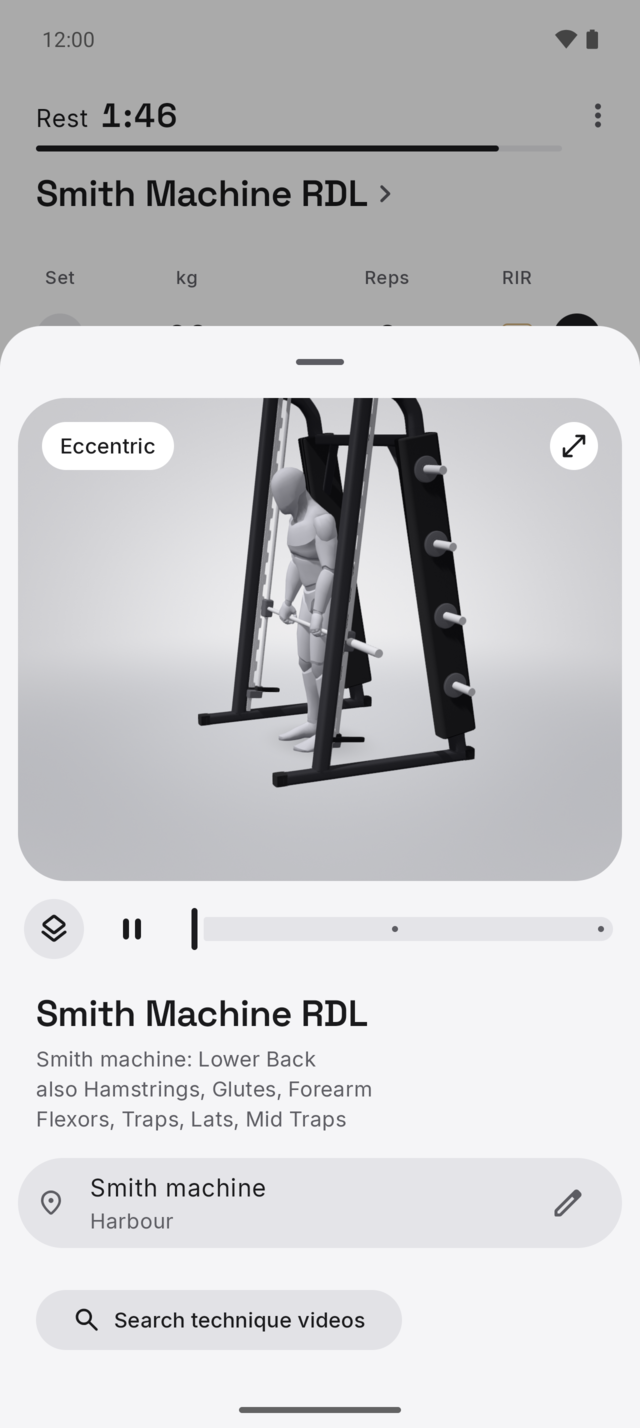 12:00
Rest 1:46
Smith Machine RDL
Set kg Reps RIR
Eccentric
Smith Machine RDL
Smith machine: Lower Back
also Hamstrings, Glutes, Forearm
Flexors, Traps, Lats, Mid Traps
Smith machine
Harbour
Search technique videos